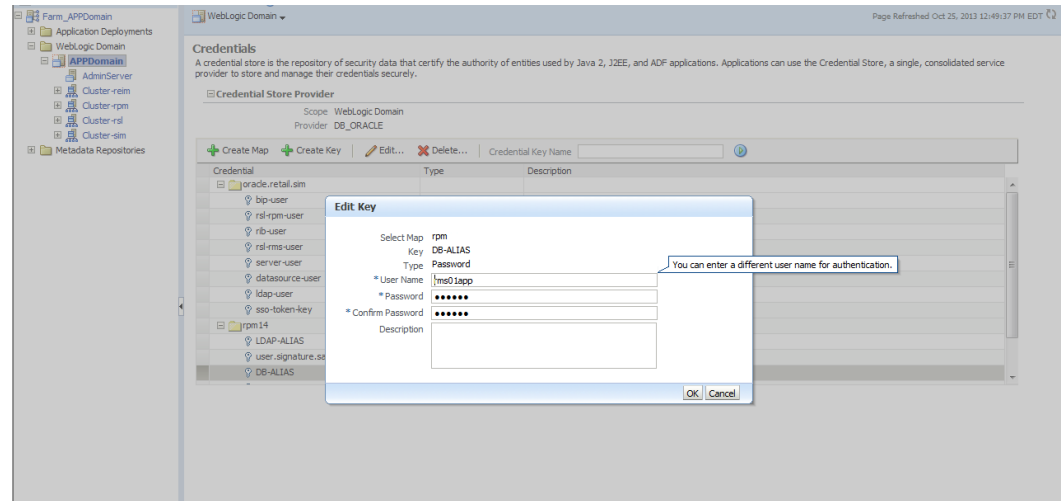 Farm_APPDomain
Application Deployments
WebLogic Domain
APPDomain
AdminServer
Cluster-reim
Cluster-rpm
Cluster-rsl
Cluster-sim
Metadata Repositories
WebLogic Domain
Page Refreshed Oct 25, 2013 12:49:37 PM EDT
Credentials
A credential store is the repository of security data that certify the authority of entities used by Java 2, J2EE, and ADF applications. Applications can use the Credential Store, a single, consolidated service
provider to store and manage their credentials securely.
Credential Store Provider
Scope WebLogic Domain
Provider DB_ORACLE
Create Map Create Key Edit... Delete... Credential Key Name
Credential Type Description
oracle.retail.sim
bip-user
rsl-rpm-user
rib-user
rsl-rms-user
server-user
datasource-user
ldap-user
sso-token-key
rpm14
LDAP-ALIAS
user.signature.sa
DB-ALIAS
Edit Key
Select Map rpm
Key DB-ALIAS
Type Password
* User Name rms01app
* Password ●●●●●●
* Confirm Password ●●●●●●
Description
You can enter a different user name for authentication.
OK Cancel